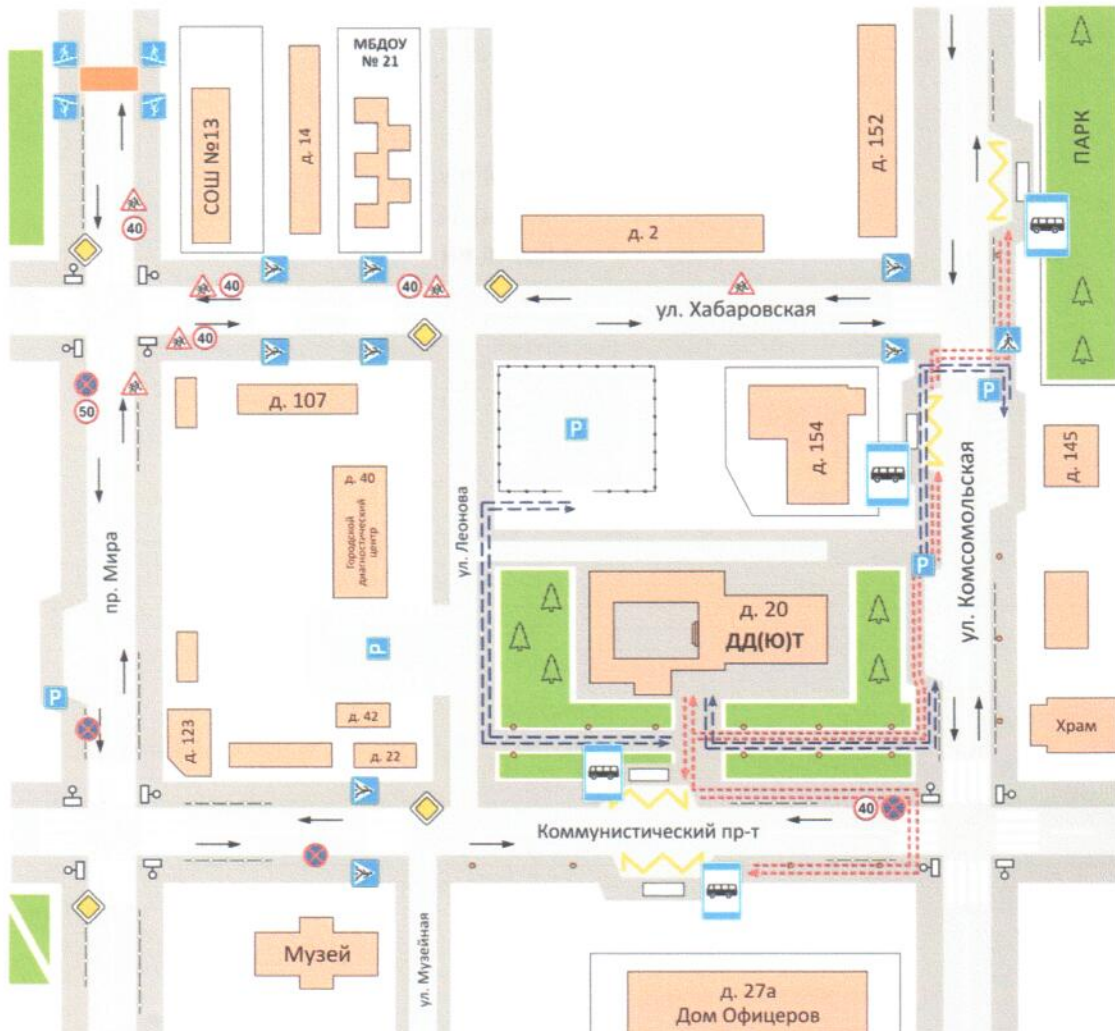 МБДОУ
№ 21
СОШ №13
д. 14
д. 152
ПАРК
д. 2
40
40
40
ул. Хабаровская
40
50
д. 107
P
P
д. 154
д. 145
д. 40
Городской
диагностический
центр
ул. Леонова
пр. Мира
ул. Комсомольская
P
д. 20
ДД(Ю)Т
P
P
д. 42
д. 123
д. 22
Храм
40
Коммунистический пр-т
Музей
ул. Музейная
д. 27а
Дом Офицеров